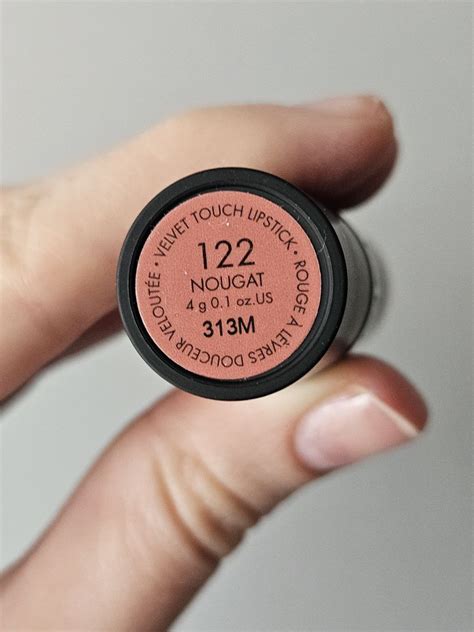 • VELVET TOUCH LIPSTICK • ROUGE À LÈVRES DOUCEUR VELOUTÉE
122
NOUGAT
4 g 0.1 oz.US
313M